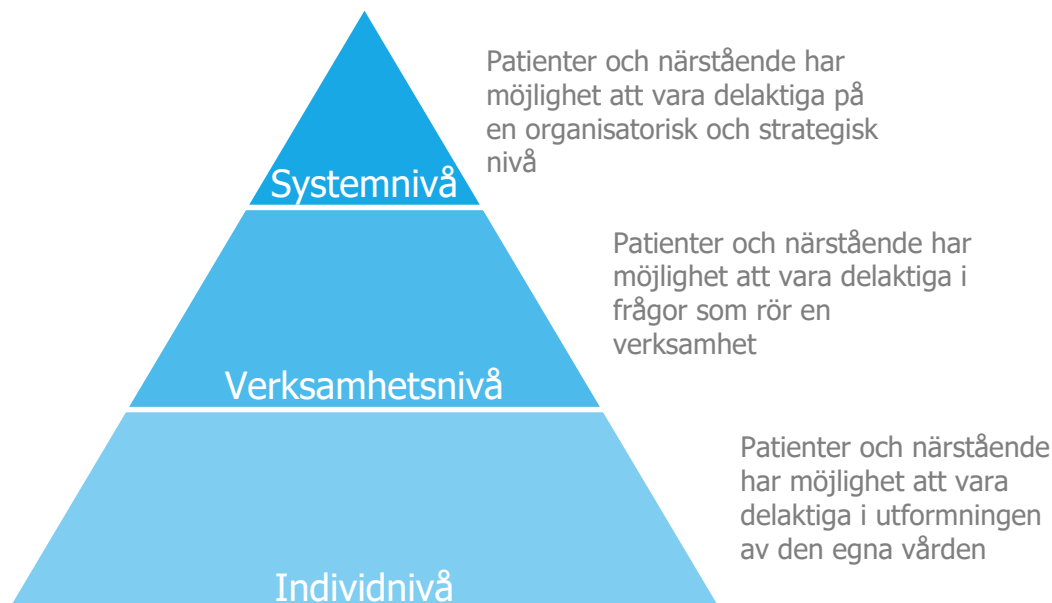 Patienter och närstående har
möjlighet att vara delaktiga på
en organisatorisk och strategisk
nivå
Systemnivå
Patienter och närstående har
möjlighet att vara delaktiga i
frågor som rör en
verksamhet
Verksamhetsnivå
Patienter och närstående
har möjlighet att vara
delaktiga i utformningen
av den egna vården
Individnivå